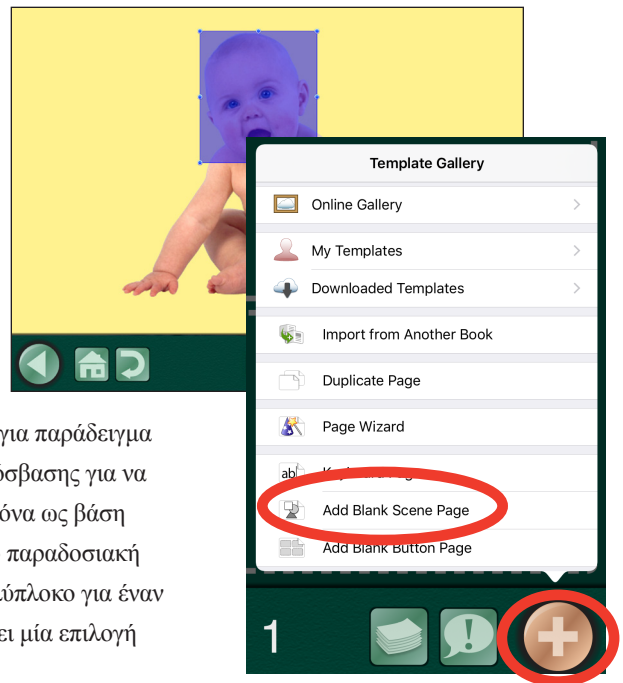 Template Gallery
Online Gallery
My Templates
Downloaded Templates
Import from Another Book
Duplicate Page
Page Wizard
Add Blank Scene Page
Add Blank Button Page
1
για παράδειγμα
όσβασης για να
όνα ως βάση
παραδοσιακή
ύπλοκο για έναν
ει μία επιλογή